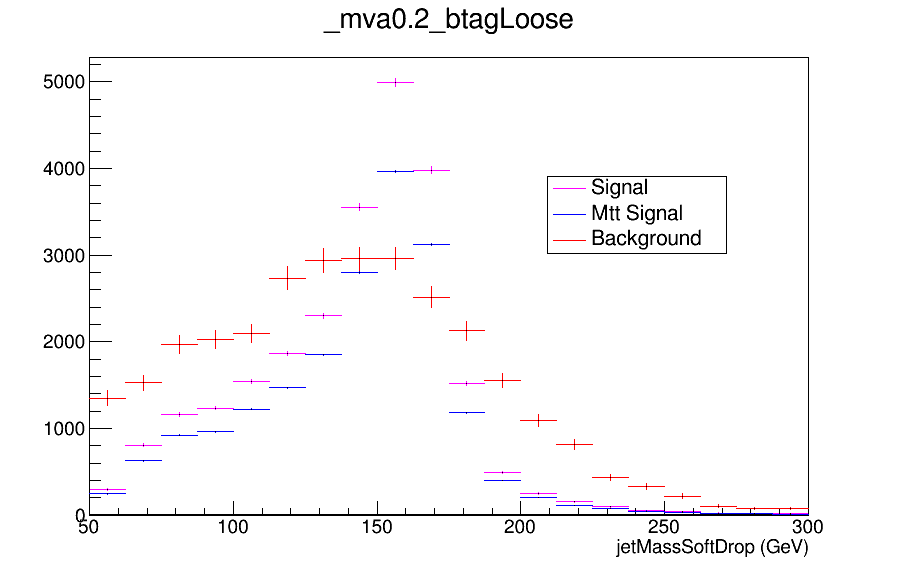 _mva0.2_btagLoose
5000
4000
3000
2000
1000
0
Signal
Mtt Signal
Background
50 100 150 200 250 300
jetMassSoftDrop (GeV)